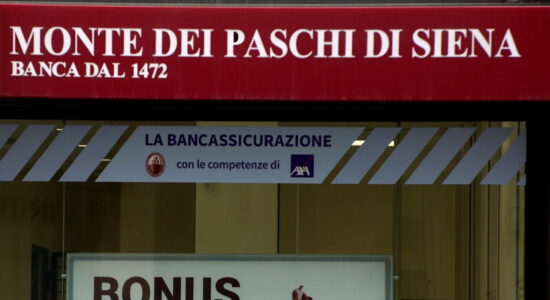 MONTE DEI PASCHI DI SIENA
BANCA DAL 1472
LA BANCASSICURAZIONE
con le competenze di AXA
BONUS